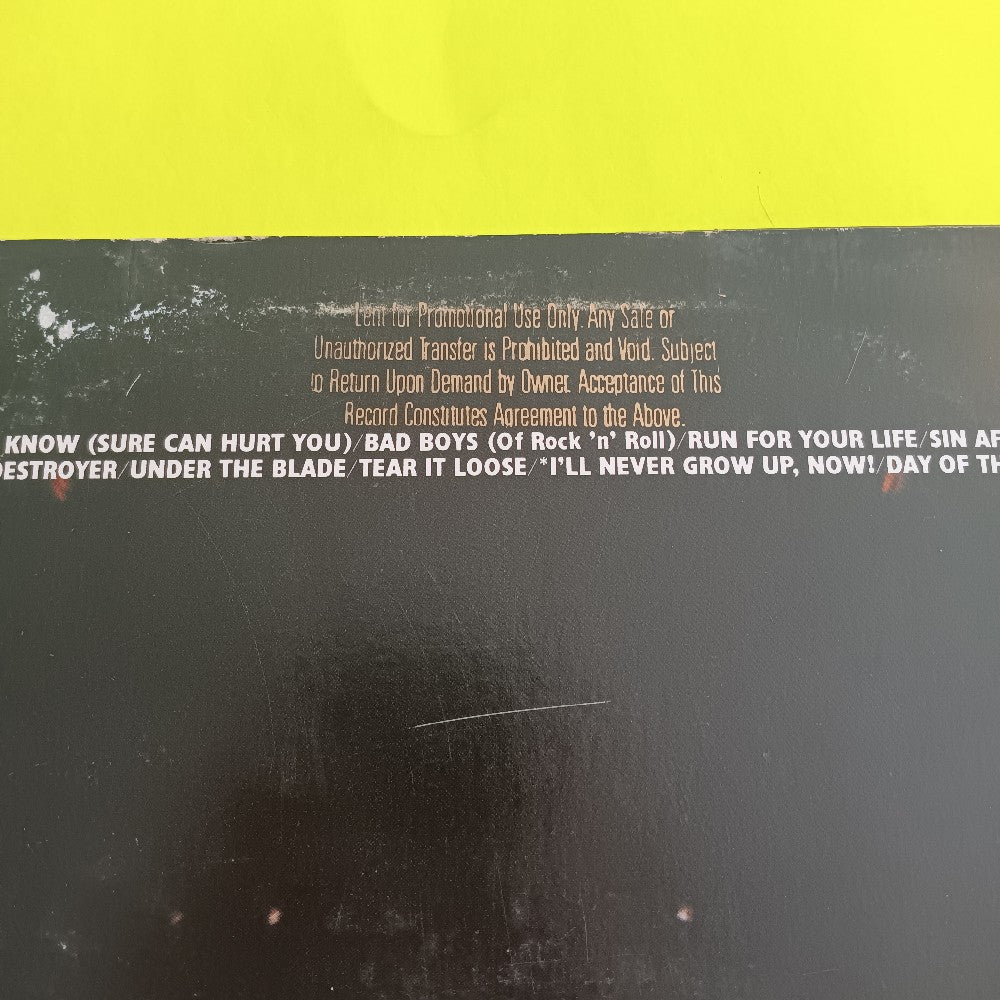 Lent for Promotional Use Only. Any Sale or
Unauthorized Transfer is Prohibited and Void. Subject
to Return Upon Demand by Owner. Acceptance of This
Record Constitutes Agreement to the Above.
KNOW (SURE CAN HURT YOU)/BAD BOYS (Of Rock 'n' Roll)/RUN FOR YOUR LIFE/SIN AF
DESTROYER/UNDER THE BLADE/TEAR IT LOOSE/*I'LL NEVER GROW UP, NOW!/DAY OF TH